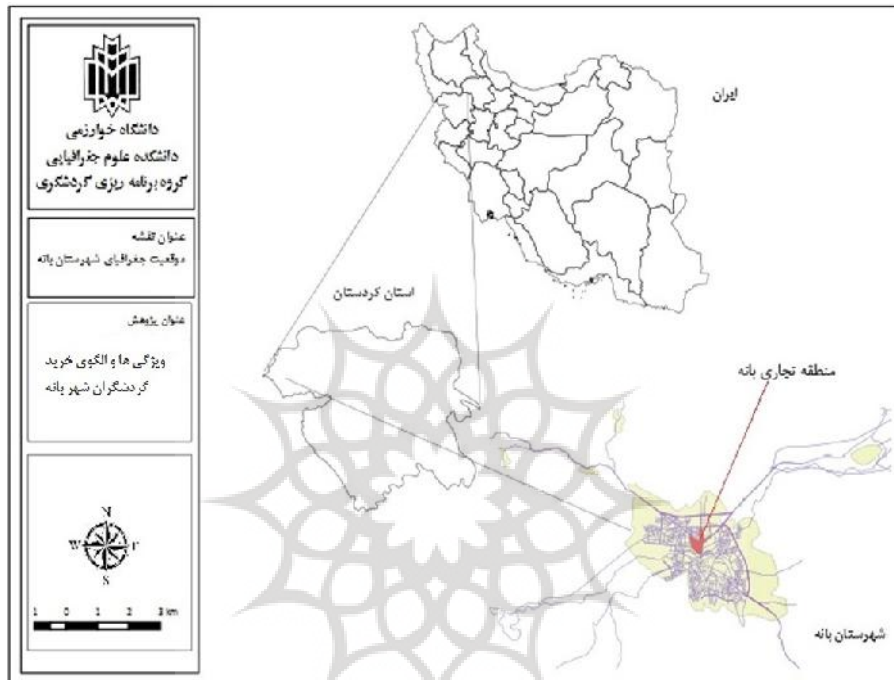 دانشگاه خوارزمی
دانشکده علوم جغرافیایی
گروه برنامه ریزی گردشگری
عنوان نقشه
موقعیت جغرافیای شهرستان بانه
عنوان پژوهش
ویژگی ها و الگوی خرید
گردشگران شهر بانه
N
W E
S
1 0 1 2 3 km
ایران
استان کردستان
منطقه تجاری بانه
شهرستان بانه